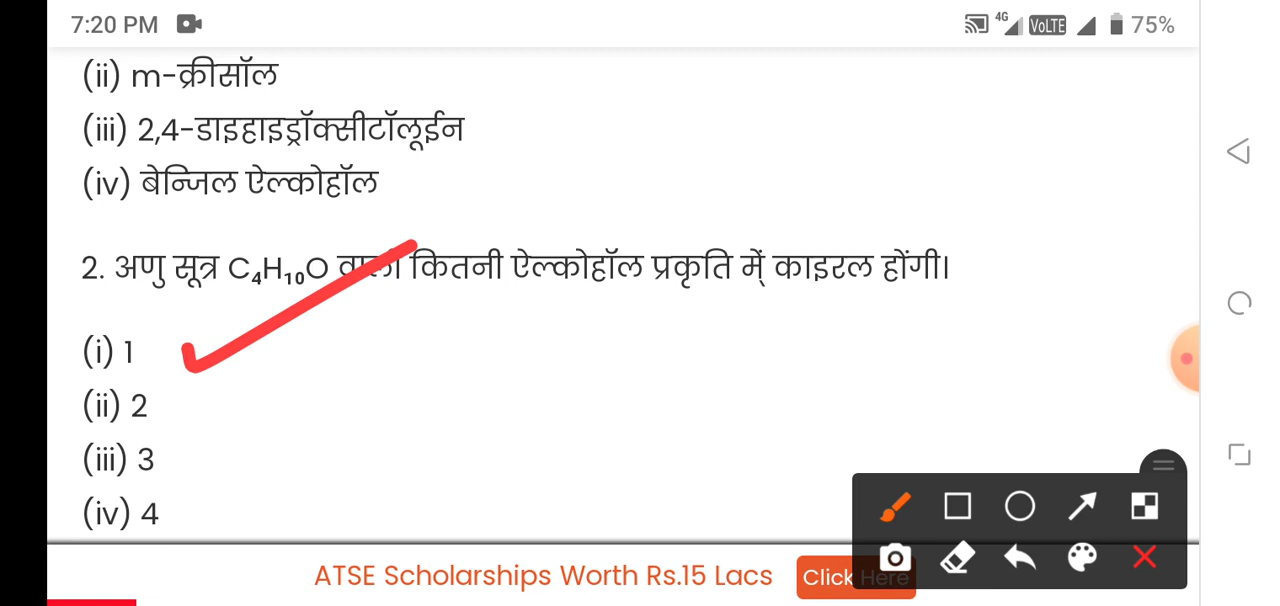 7:20 PM 4G VoLTE 75%
(ii) m-क्रीसॉल
(iii) 2,4-डाइहाइड्रॉक्सीटॉलूईन
(iv) बेन्जिल ऐल्कोहॉल
2. अणु सूत्र C₄H₁₀O वाली कितनी ऐल्कोहॉल प्रकृति में काइरल होंगी।
(i) 1
(ii) 2
(iii) 3
(iv) 4
ATSE Scholarships Worth Rs.15 Lacs Click Here